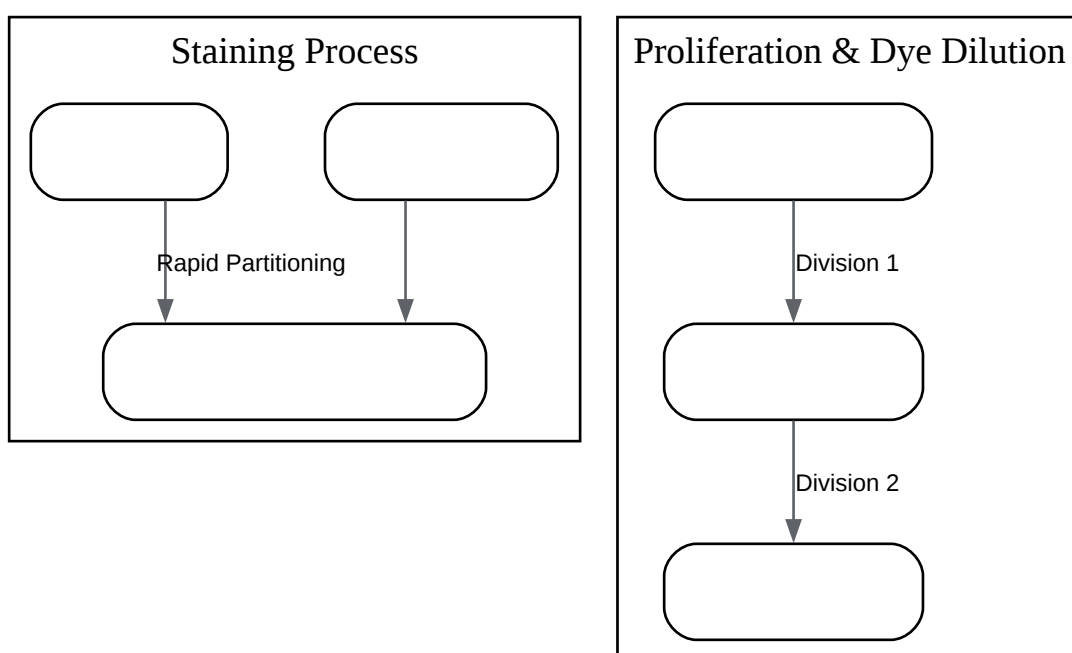 Staining Process
Rapid Partitioning
Proliferation & Dye Dilution
Division 1
Division 2